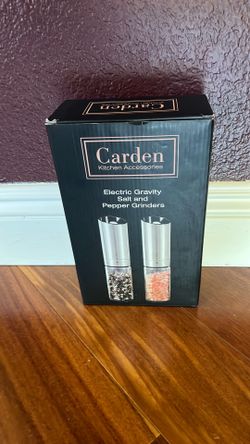 Carden
Carden
Kitchen Accessories
Electric Gravity
Salt and
Pepper Grinders